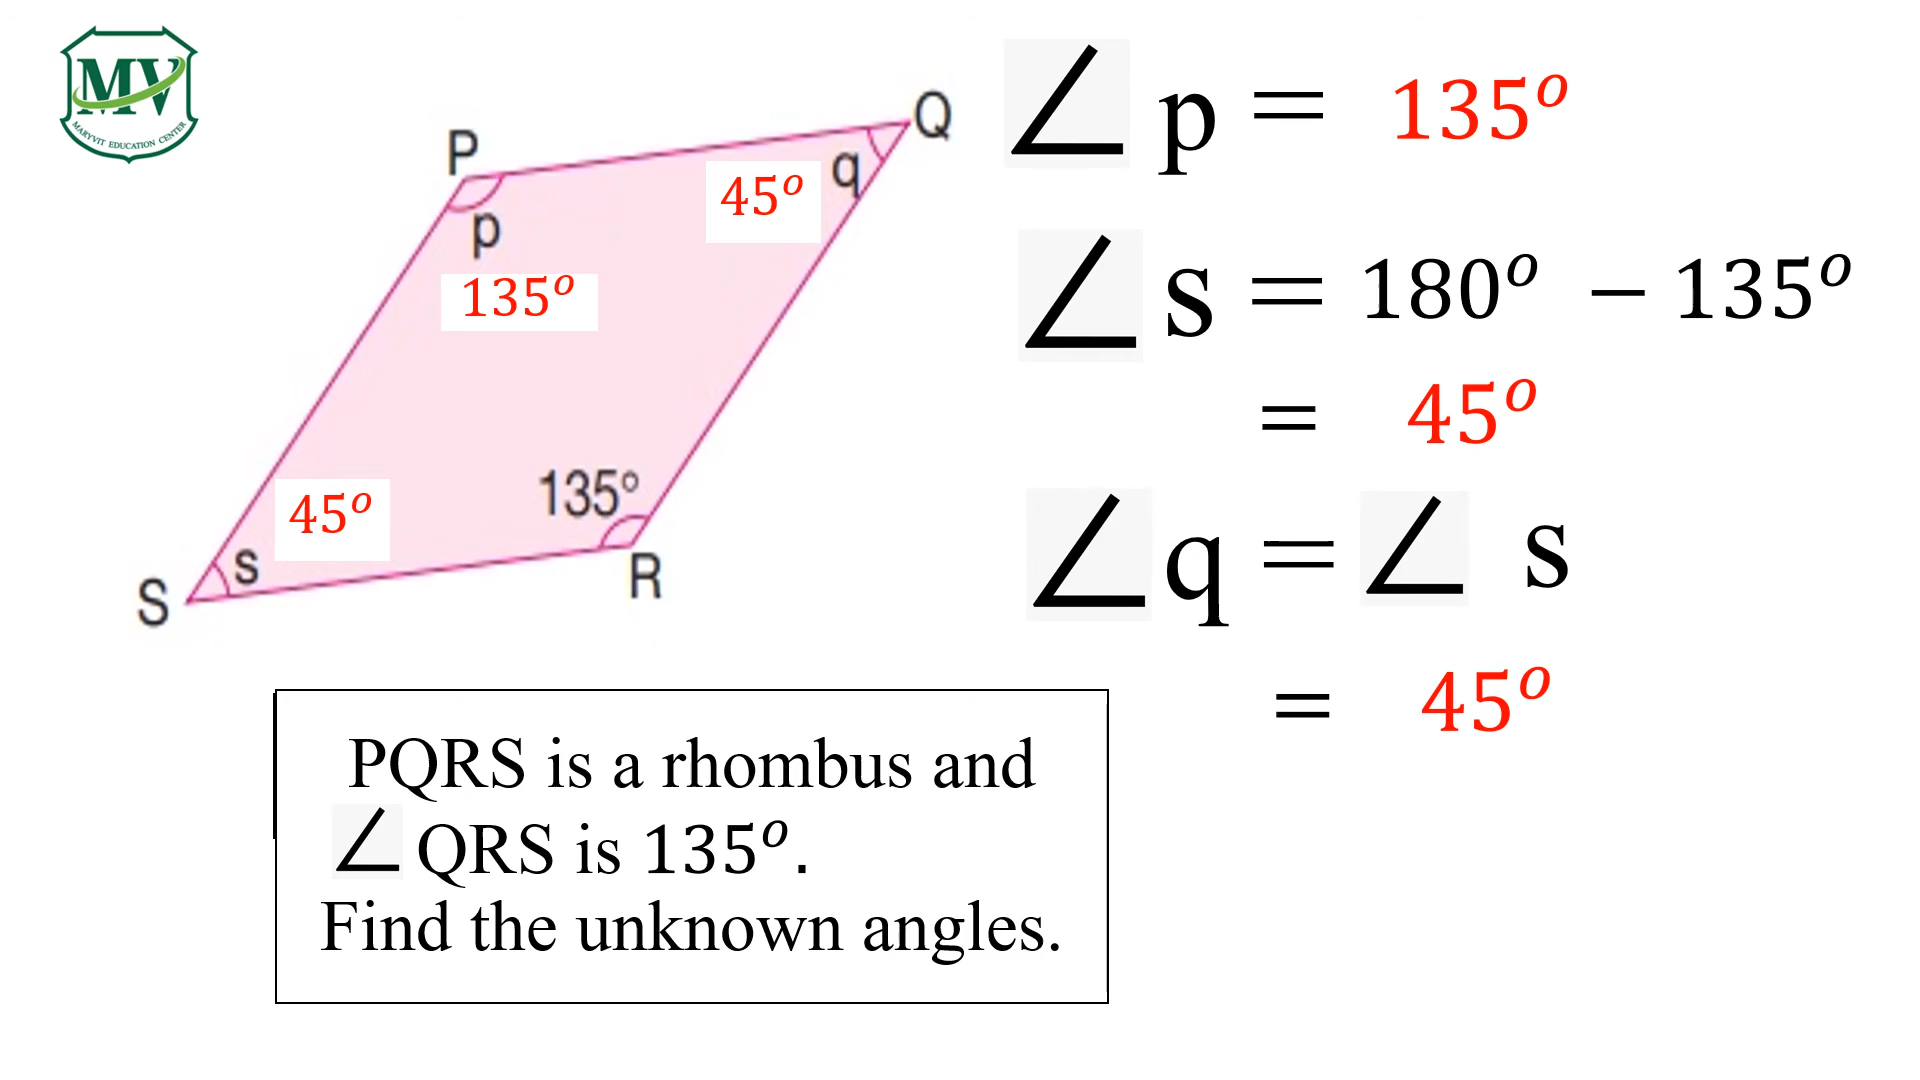 MV
MARYVIT EDUCATION CENTER
P
Q
q
45°
p
135°
135°
45°
s
S
R
∠ p = 135°
∠ s = 180° − 135°
= 45°
∠ q = ∠ s
= 45°
PQRS is a rhombus and
∠ QRS is 135°.
Find the unknown angles.